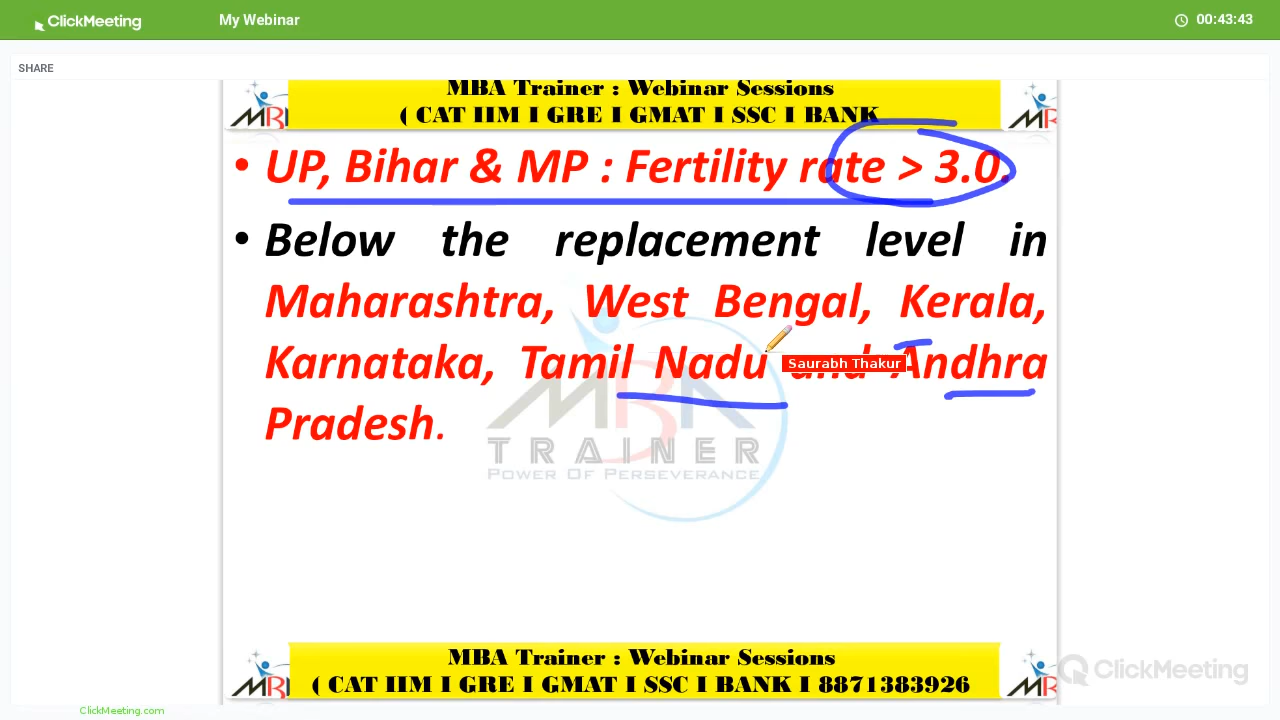 ClickMeeting
My Webinar
00:43:43
SHARE
MBA Trainer : Webinar Sessions
( CAT IIM I GRE I GMAT I SSC I BANK
• UP, Bihar & MP : Fertility rate > 3.0.
• Below the replacement level in
Maharashtra, West Bengal, Kerala,
Karnataka, Tamil Nadu and Andhra
Saurabh Thakur
Pradesh.
MBA
TRAINER
POWER OF PERSEVERANCE
MBA Trainer : Webinar Sessions
( CAT IIM I GRE I GMAT I SSC I BANK I 8871383926
ClickMeeting
ClickMeeting.com